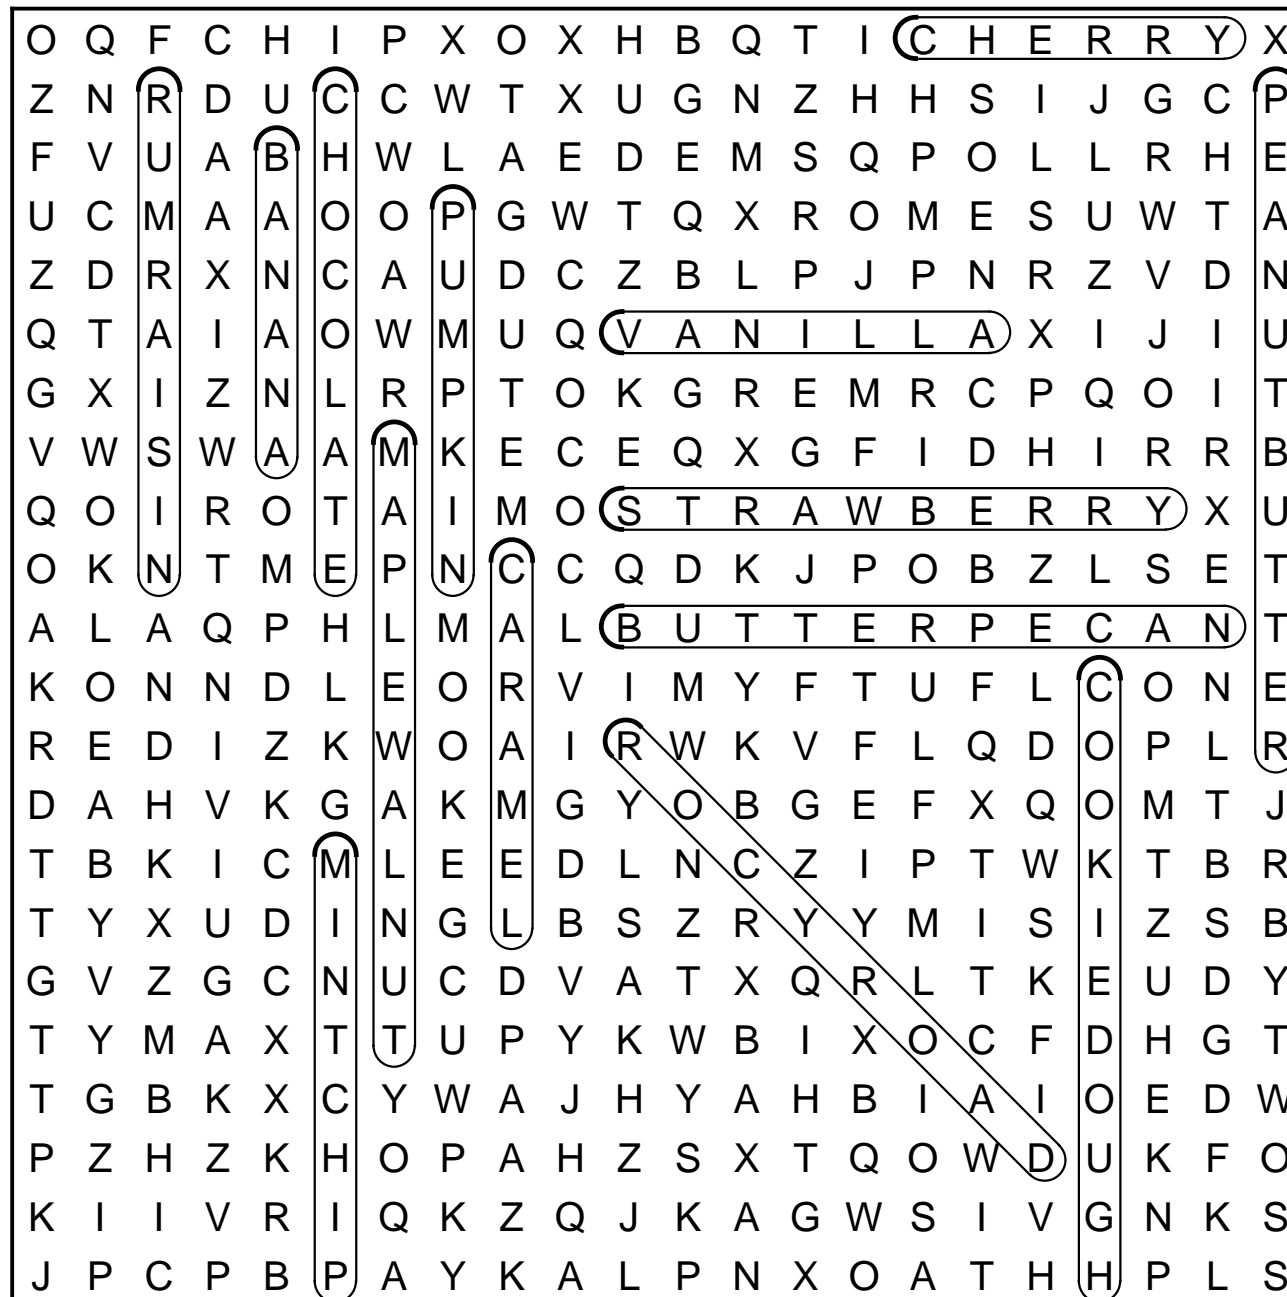 O Q F C H I P X O X H B Q T I C H E R R Y X
Z N R D U C C W T X U G N Z H H S I J G C P
F V U A B H W L A E D E M S Q P O L L R H E
U C M A A O O P G W T Q X R O M E S U W T A
Z D R X N C A U D C Z B L P J P N R Z V D N
Q T A I A O W M U Q V A N I L L A X I J I U
G X I Z N L R P T O K G R E M R C P Q O I T
V W S W A A M K E C E Q X G F I D H I R R B
Q O I R O T A I M O S T R A W B E R R Y X U
O K N T M E P N C C Q D K J P O B Z L S E T
A L A Q P H L M A L B U T T E R P E C A N T
K O N N D L E O R V I M Y F T U F L C O N E
R E D I Z K W O A I R W K V F L Q D O P L R
D A H V K G A K M G Y O B G E F X Q O M T J
T B K I C M L E E D L N C Z I P T W K T B R
T Y X U D I N G L B S Z R Y Y M I S I Z S B
G V Z G C N U C D V A T X Q R L T K E U D Y
T Y M A X T T U P Y K W B I X O C F D H G T
T G B K X C Y W A J H Y A H B I A I O E D W
P Z H Z K H O P A H Z S X T Q O W D U K F O
K I I V R I Q K Z Q J K A G W S I V G N K S
J P C P B P A Y K A L P N X O A T H H P L S